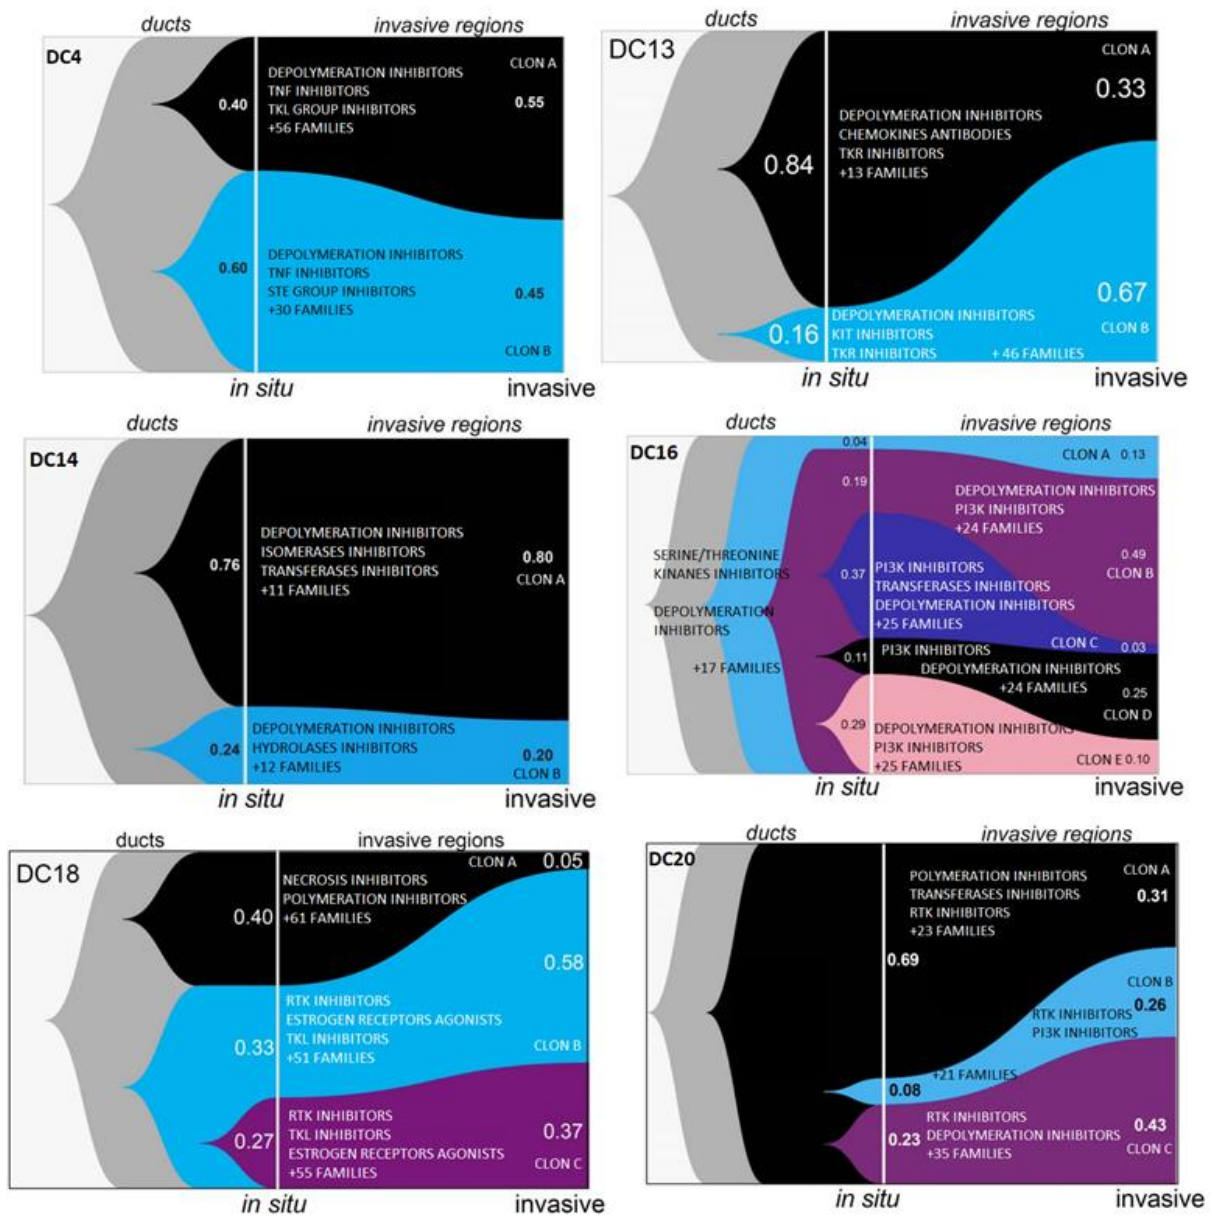 ducts
invasive regions
DC4
CLON A
DEPOLYMERATION INHIBITORS
TNF INHIBITORS
TKL GROUP INHIBITORS
+56 FAMILIES
0.40
0.55
DEPOLYMERATION INHIBITORS
TNF INHIBITORS
STE GROUP INHIBITORS
+30 FAMILIES
0.60
0.45
CLON B
in situ
invasive
ducts
invasive regions
DC13
CLON A
0.33
DEPOLYMERATION INHIBITORS
CHEMOKINES ANTIBODIES
TKR INHIBITORS
+13 FAMILIES
0.84
0.67
CLON B
0.16
DEPOLYMERATION INHIBITORS
KIT INHIBITORS
TKR INHIBITORS + 46 FAMILIES
in situ
invasive
ducts
invasive regions
DC14
DEPOLYMERATION INHIBITORS
ISOMERASES INHIBITORS
TRANSFERASES INHIBITORS
+11 FAMILIES
0.76
0.80
CLON A
DEPOLYMERATION INHIBITORS
HYDROLASES INHIBITORS
+12 FAMILIES
0.24
0.20
CLON B
in situ
invasive
ducts
invasive regions
DC16
0.04
CLON A 0.13
0.19
DEPOLYMERATION INHIBITORS
PI3K INHIBITORS
+24 FAMILIES
0.49
CLON B
SERINE/THREONINE
KINANES INHIBITORS
DEPOLYMERATION
INHIBITORS
+17 FAMILIES
0.37
PI3K INHIBITORS
TRANSFERASES INHIBITORS
DEPOLYMERATION INHIBITORS
+25 FAMILIES
CLON C 0.03
0.11
PI3K INHIBITORS
DEPOLYMERATION INHIBITORS
+24 FAMILIES
0.25
CLON D
0.29
DEPOLYMERATION INHIBITORS
PI3K INHIBITORS
+25 FAMILIES
CLON E 0.10
in situ
invasive
ducts
invasive regions
DC18
CLON A 0.05
NECROSIS INHIBITORS
POLYMERATION INHIBITORS
+61 FAMILIES
0.40
0.58
RTK INHIBITORS
ESTROGEN RECEPTORS AGONISTS
TKL INHIBITORS
+51 FAMILIES
0.33
CLON B
RTK INHIBITORS
TKL INHIBITORS
ESTROGEN RECEPTORS AGONISTS
+55 FAMILIES
0.27
0.37
CLON C
in situ
invasive
ducts
invasive regions
DC20
POLYMERATION INHIBITORS
TRANSFERASES INHIBITORS
RTK INHIBITORS
+23 FAMILIES
CLON A
0.31
0.69
CLON B
0.26
RTK INHIBITORS
PI3K INHIBITORS
+21 FAMILIES
0.08
RTK INHIBITORS
DEPOLYMERATION INHIBITORS
+35 FAMILIES
0.23
0.43
CLON C
in situ
invasive